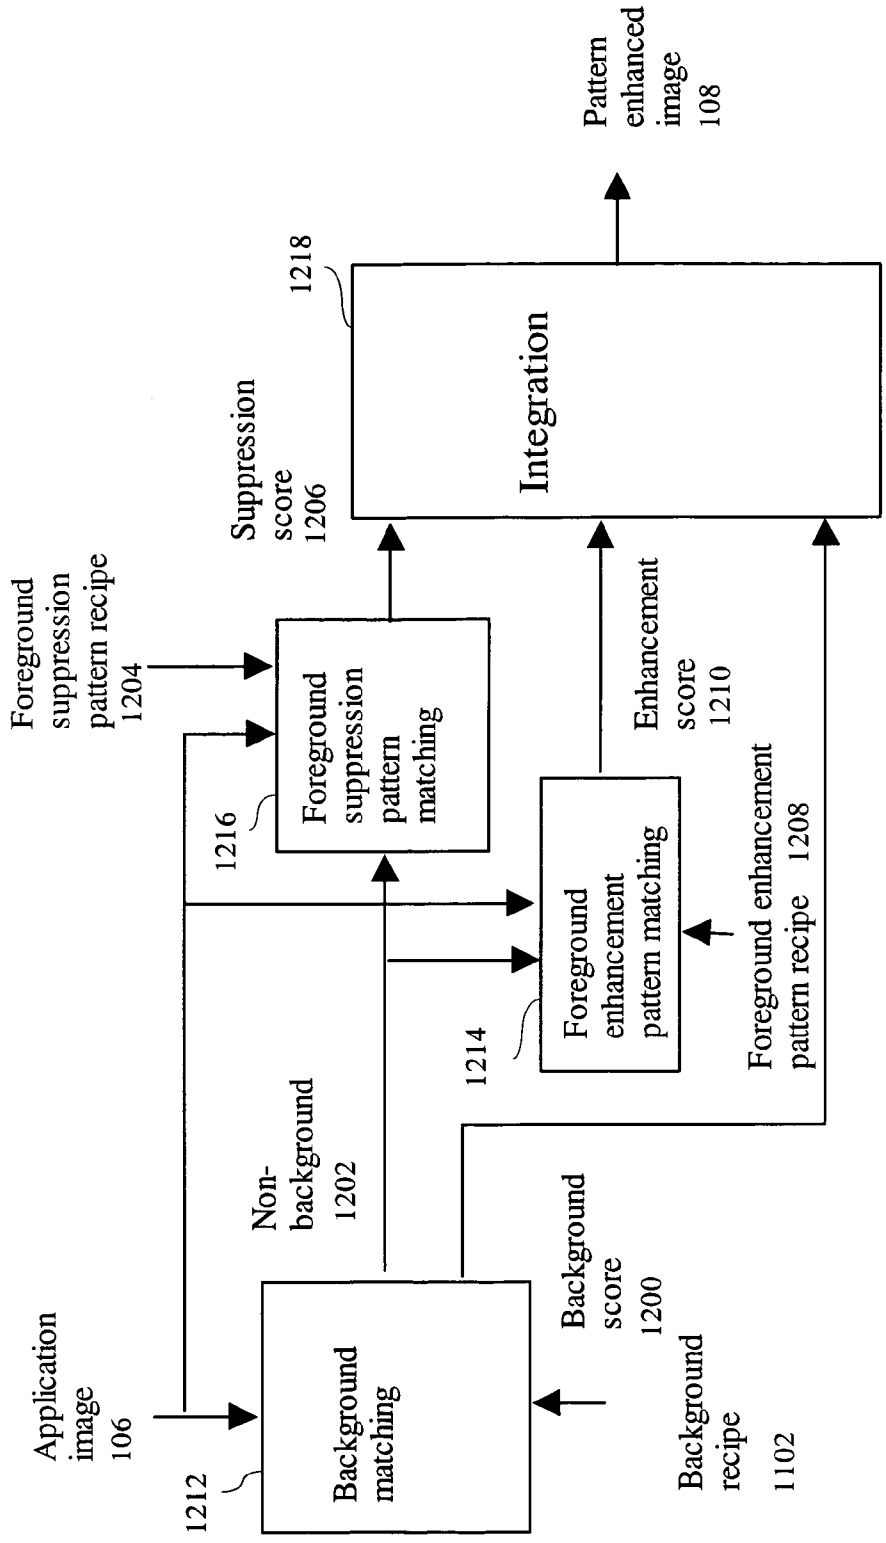 Application
image
106
1212
Background
matching
Background
recipe
1102
Non-
background
1202
Background
score
1200
Foreground
suppression
pattern recipe
1204
1216
Foreground
suppression
pattern
matching
1214
Foreground
enhancement
pattern matching
Foreground enhancement
pattern recipe 1208
Suppression
score
1206
Enhancement
score
1210
1218
Integration
Pattern
enhanced
image
108